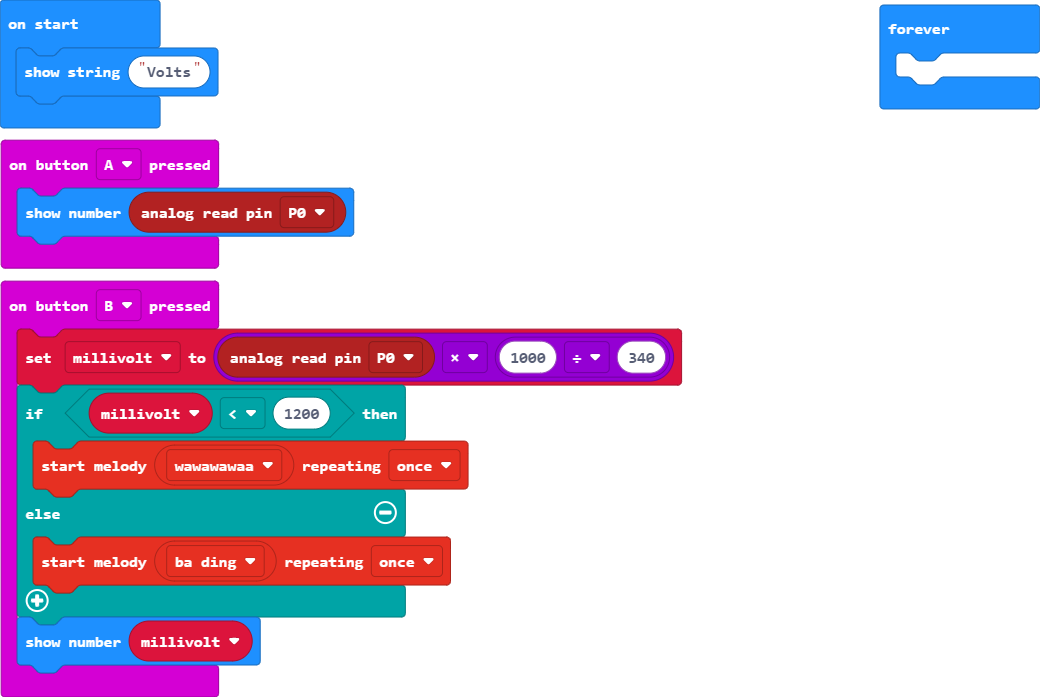 on start
forever
show string "Volts"
on button A pressed
show number analog read pin P0
on button B pressed
set millivolt to analog read pin P0 × 1000 ÷ 340
if millivolt < 1200 then
start melody wawawawaa repeating once
else
start melody ba ding repeating once
show number millivolt